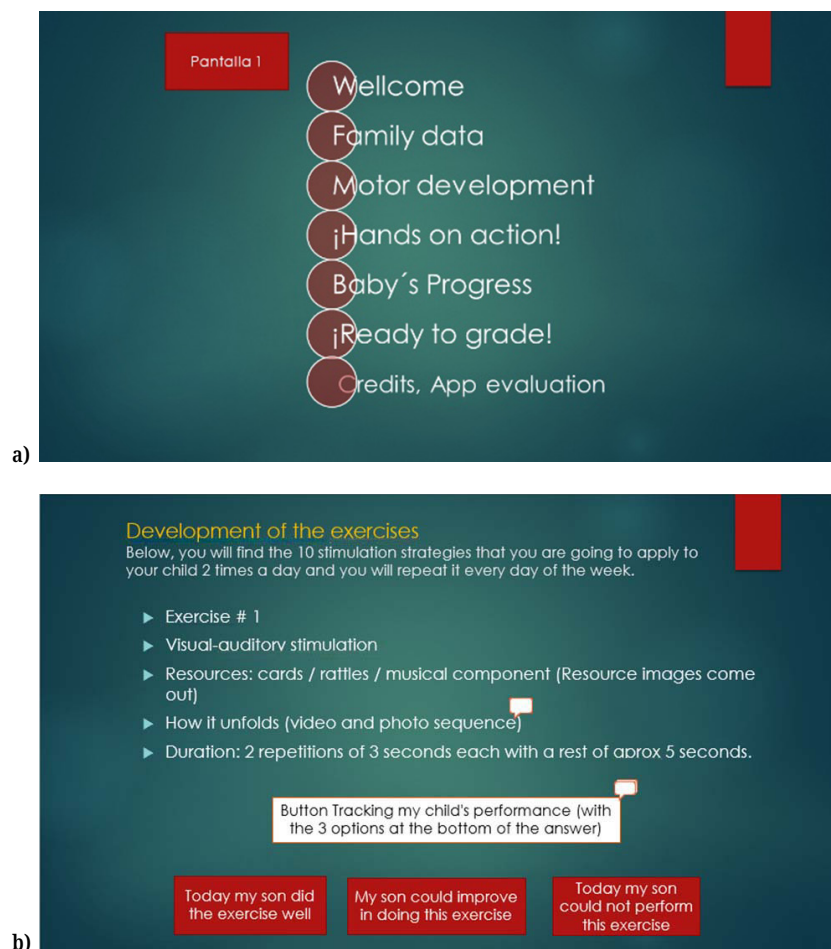 Pantalla 1
Wellcome
Family data
Motor development
¡Hands on action!
Baby´s Progress
¡Ready to grade!
Credits, App evaluation
a)
Development of the exercises
Below, you will find the 10 stimulation strategies that you are going to apply to
your child 2 times a day and you will repeat it every day of the week.
Exercise # 1
Visual-auditory stimulation
Resources: cards / rattles / musical component (Resource images come
out)
How it unfolds (video and photo sequence)
Duration: 2 repetitions of 3 seconds each with a rest of aprox 5 seconds.
Button Tracking my child's performance (with
the 3 options at the bottom of the answer)
Today my son did
the exercise well
My son could improve
in doing this exercise
Today my son
could not perform
this exercise
b)